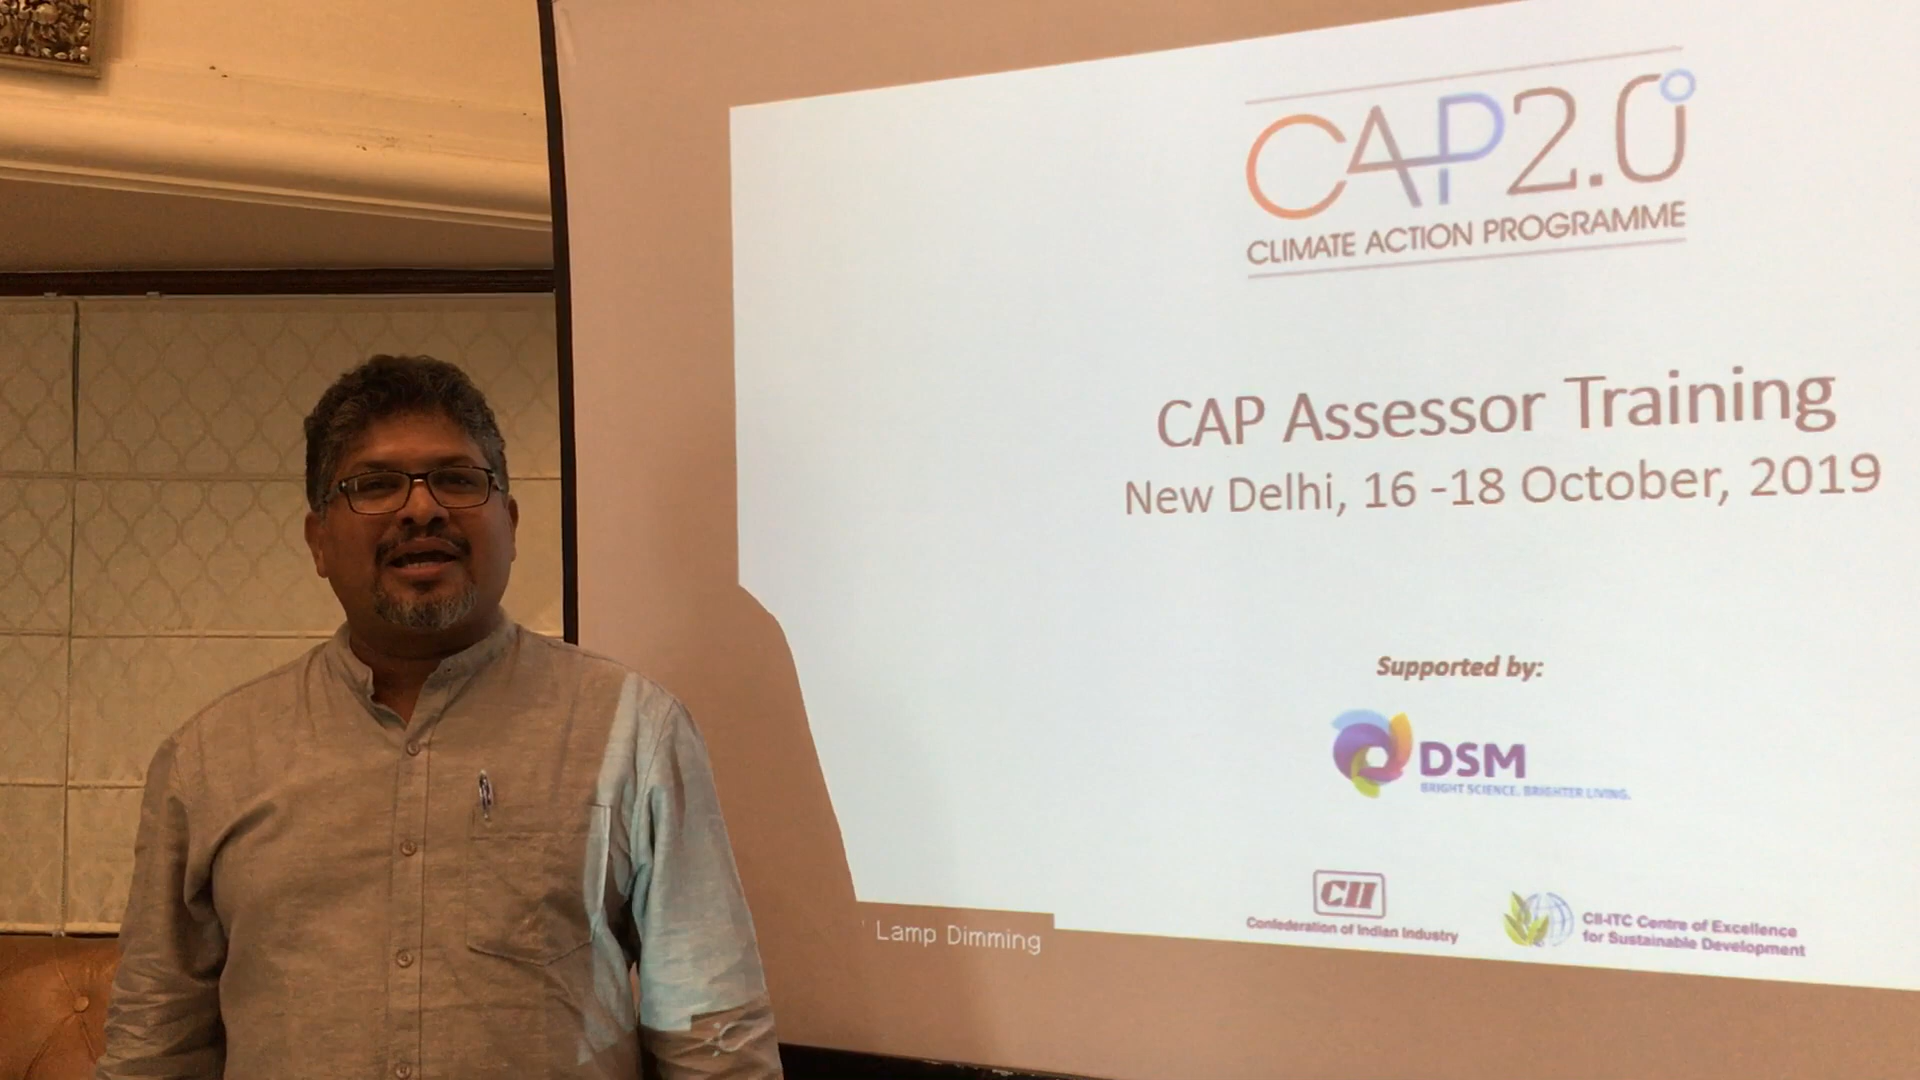 CAP2.0°
CLIMATE ACTION PROGRAMME
CAP Assessor Training
New Delhi, 16 -18 October, 2019
Supported by:
DSM
BRIGHT SCIENCE. BRIGHTER LIVING.
CII
Confederation of Indian Industry
CII-ITC Centre of Excellence
for Sustainable Development
Lamp Dimming